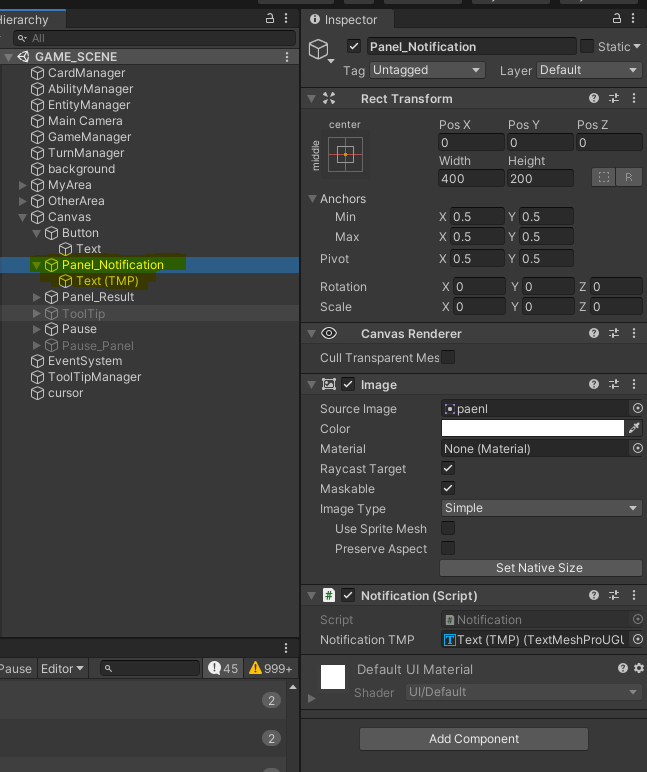 Hierarchy
All
GAME_SCENE
CardManager
AbilityManager
EntityManager
Main Camera
GameManager
TurnManager
background
MyArea
OtherArea
Canvas
Button
Text
Panel_Notification
Text (TMP)
Panel_Result
ToolTip
Pause
Pause_Panel
EventSystem
ToolTipManager
cursor
Pause Editor 45 999+
2
2
Inspector
Panel_Notification Static
Tag Untagged Layer Default
Rect Transform
center Pos X Pos Y Pos Z
middle 0 0 0
Width Height
400 200 R
Anchors
Min X 0.5 Y 0.5
Max X 0.5 Y 0.5
Pivot X 0.5 Y 0.5
Rotation X 0 Y 0 Z 0
Scale X 0 Y 0 Z 0
Canvas Renderer
Cull Transparent Mes
Image
Source Image paenl
Color
Material None (Material)
Raycast Target
Maskable
Image Type Simple
Use Sprite Mesh
Preserve Aspect
Set Native Size
# Notification (Script)
Script # Notification
Notification TMP Text (TMP) (TextMeshProUGU
Default UI Material
Shader UI/Default
Add Component